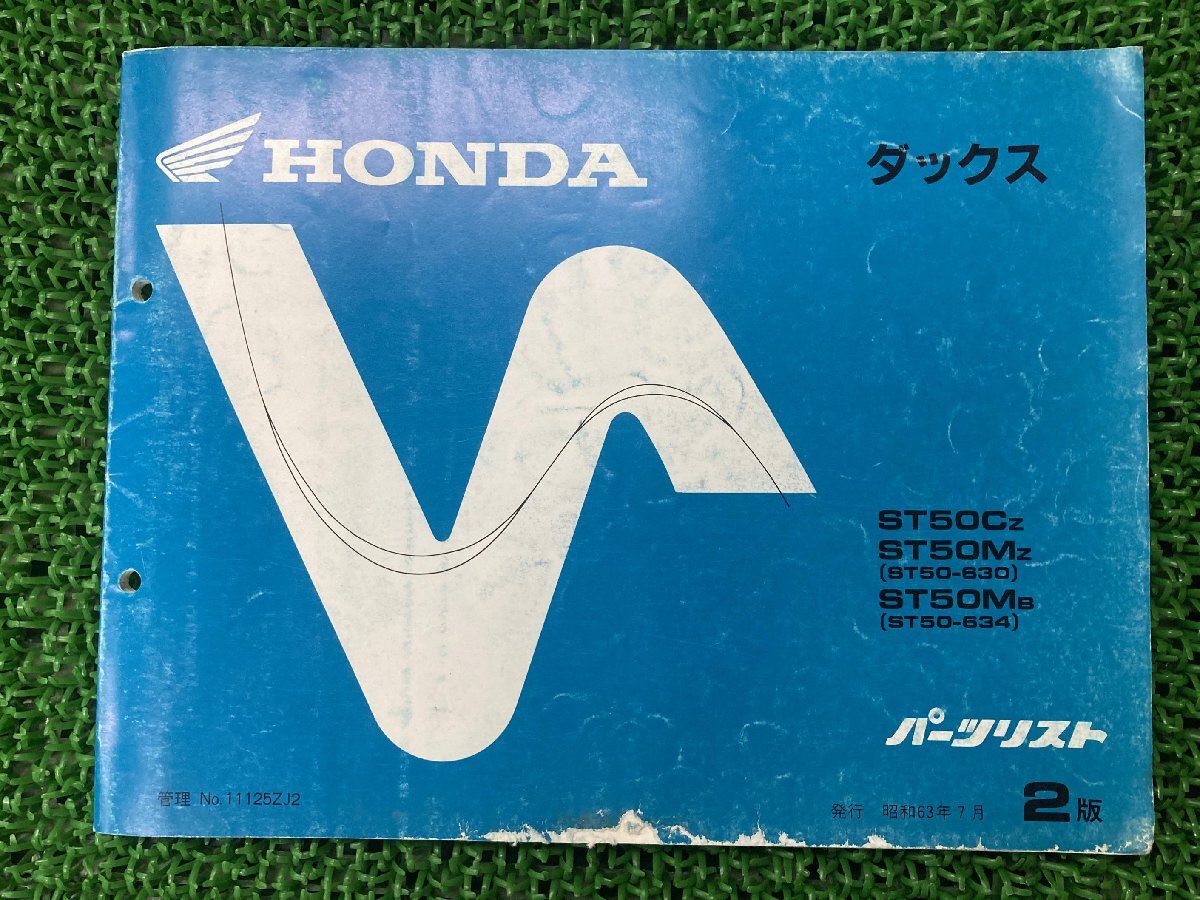 HONDA
ダックス
ST50CZ
ST50MZ
(ST50-630)
ST50MB
(ST50-634)
パーツリスト
管理 No.11125ZJ2
発行 昭和63年7月
2版